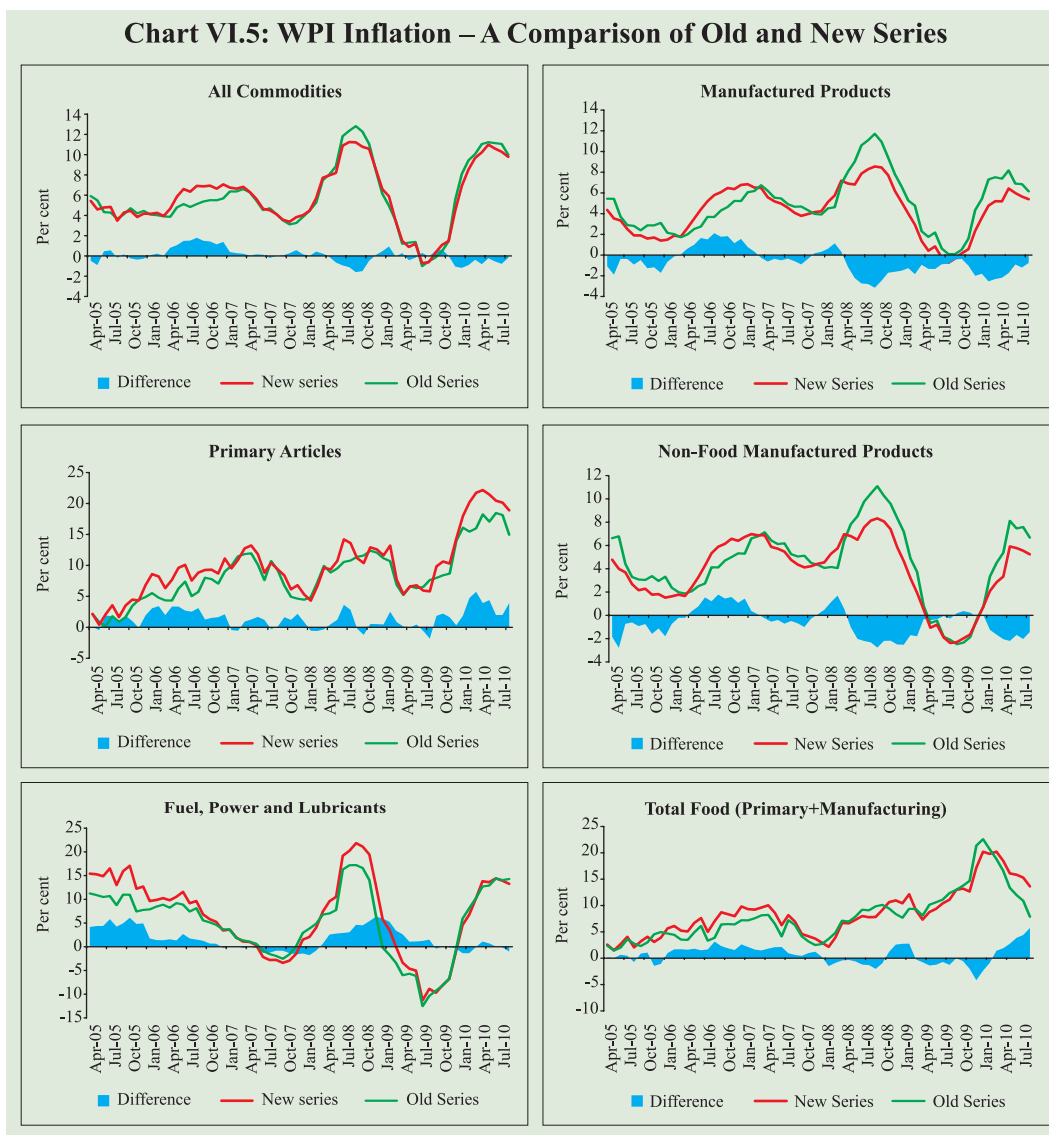 Chart VI.5: WPI Inflation – A Comparison of Old and New Series
All Commodities
Per cent
14
12
10
8
6
4
2
0
-2
-4
Apr-05 Jul-05 Oct-05 Jan-06 Apr-06 Jul-06 Oct-06 Jan-07 Apr-07 Jul-07 Oct-07 Jan-08 Apr-08 Jul-08 Oct-08 Jan-09 Apr-09 Jul-09 Oct-09 Jan-10 Apr-10 Jul-10
Difference New series Old Series
Manufactured Products
Per cent
14
12
10
8
6
4
2
0
-2
-4
Apr-05 Jul-05 Oct-05 Jan-06 Apr-06 Jul-06 Oct-06 Jan-07 Apr-07 Jul-07 Oct-07 Jan-08 Apr-08 Jul-08 Oct-08 Jan-09 Apr-09 Jul-09 Oct-09 Jan-10 Apr-10 Jul-10
Difference New Series Old Series
Primary Articles
Per cent
25
20
15
10
5
0
-5
Apr-05 Jul-05 Oct-05 Jan-06 Apr-06 Jul-06 Oct-06 Jan-07 Apr-07 Jul-07 Oct-07 Jan-08 Apr-08 Jul-08 Oct-08 Jan-09 Apr-09 Jul-09 Oct-09 Jan-10 Apr-10 Jul-10
Difference New series Old Series
Non-Food Manufactured Products
Per cent
12
10
8
6
4
2
0
-2
-4
Apr-05 Jul-05 Oct-05 Jan-06 Apr-06 Jul-06 Oct-06 Jan-07 Apr-07 Jul-07 Oct-07 Jan-08 Apr-08 Jul-08 Oct-08 Jan-09 Apr-09 Jul-09 Oct-09 Jan-10 Apr-10 Jul-10
Difference New Series Old Series
Fuel, Power and Lubricants
Per cent
25
20
15
10
5
0
-5
-10
-15
Apr-05 Jul-05 Oct-05 Jan-06 Apr-06 Jul-06 Oct-06 Jan-07 Apr-07 Jul-07 Oct-07 Jan-08 Apr-08 Jul-08 Oct-08 Jan-09 Apr-09 Jul-09 Oct-09 Jan-10 Apr-10 Jul-10
Difference New series Old Series
Total Food (Primary+Manufacturing)
Per cent
25
20
15
10
5
0
-5
-10
Apr-05 Jul-05 Oct-05 Jan-06 Apr-06 Jul-06 Oct-06 Jan-07 Apr-07 Jul-07 Oct-07 Jan-08 Apr-08 Jul-08 Oct-08 Jan-09 Apr-09 Jul-09 Oct-09 Jan-10 Apr-10 Jul-10
Difference New Series Old Series